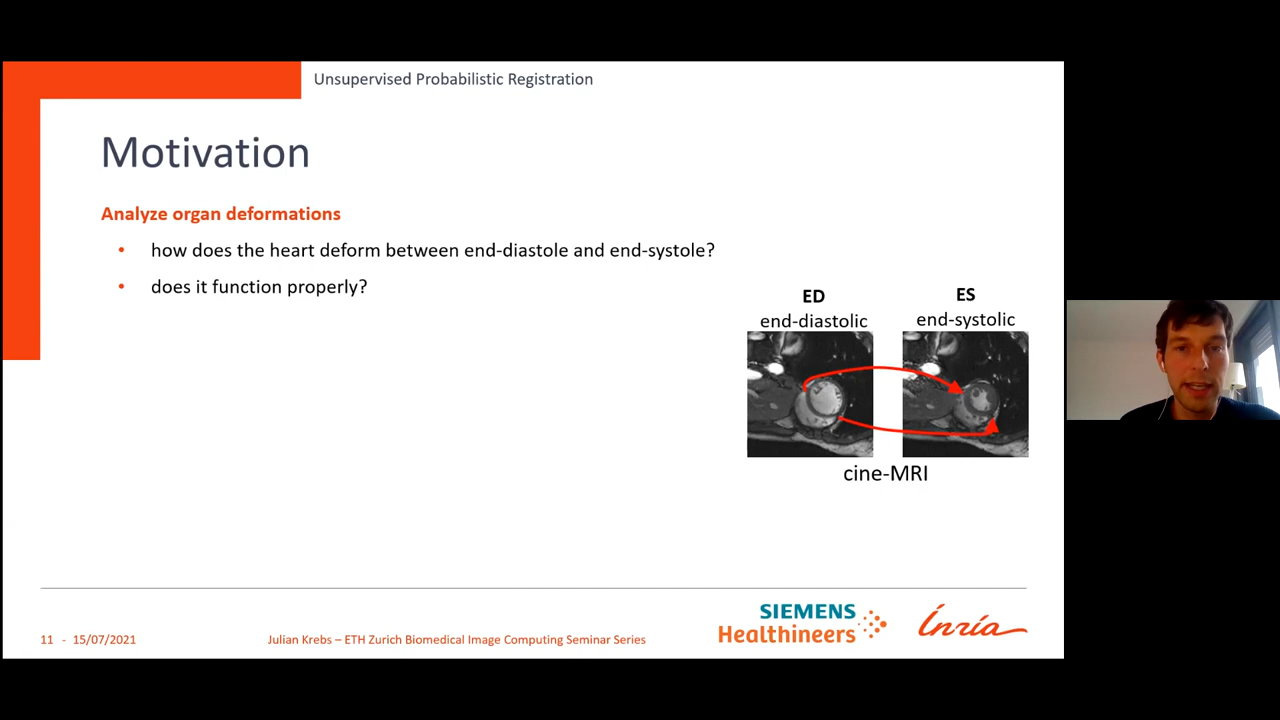 Unsupervised Probabilistic Registration
Motivation
Analyze organ deformations
• how does the heart deform between end-diastole and end-systole?
• does it function properly?
ED
end-diastolic
ES
end-systolic
cine-MRI
11 - 15/07/2021
Julian Krebs – ETH Zurich Biomedical Image Computing Seminar Series
SIEMENS
Healthineers
Inria